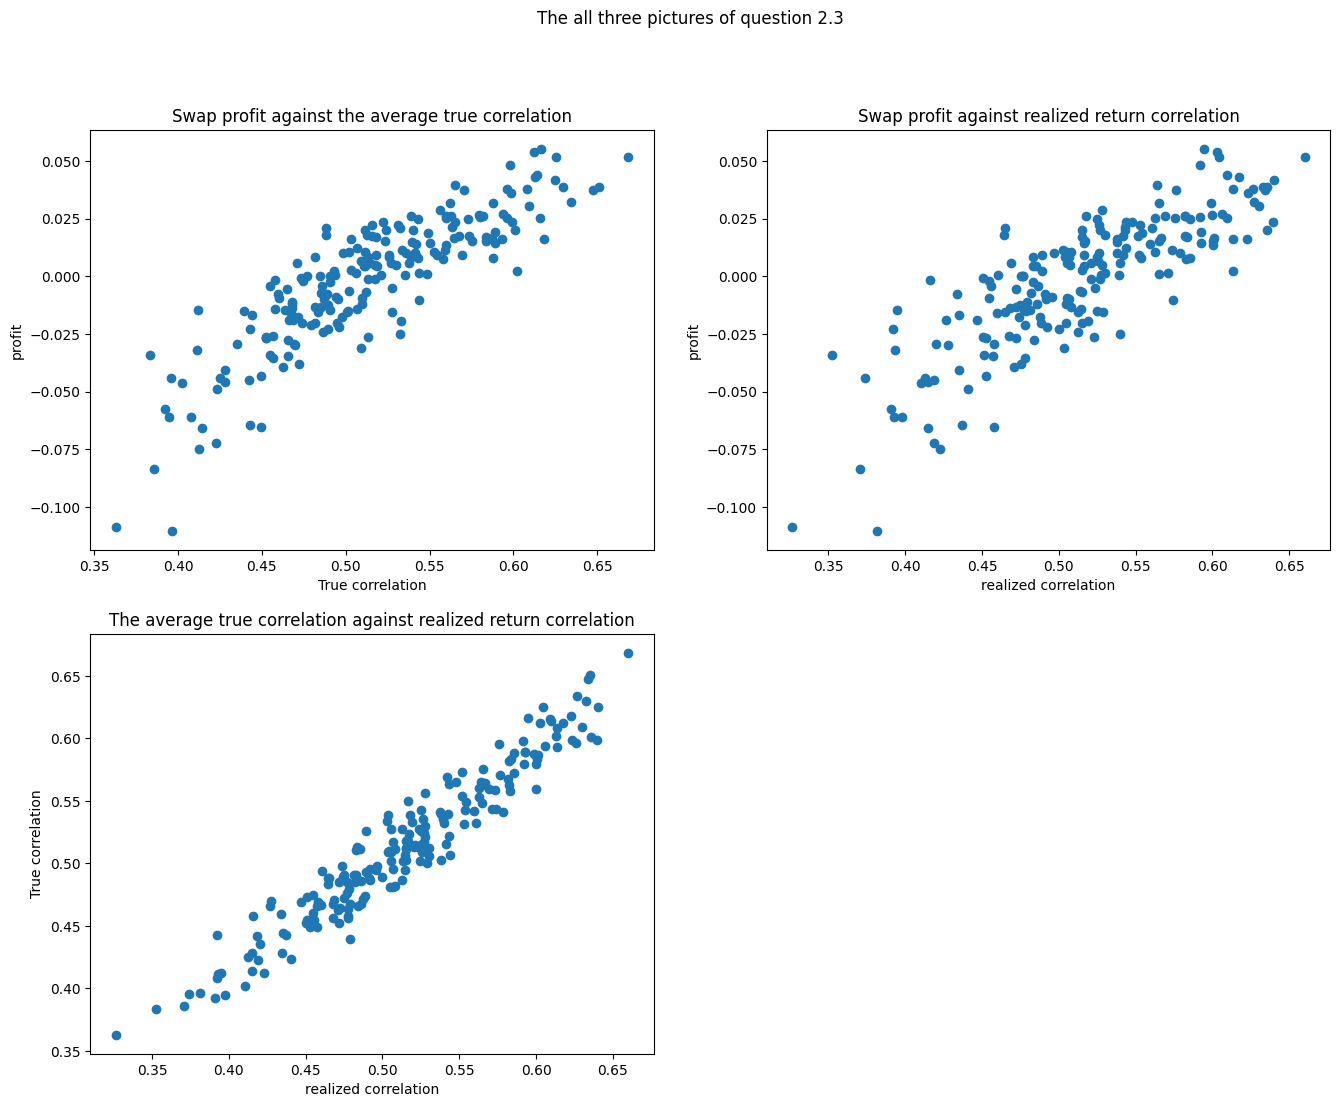 The all three pictures of question 2.3
Swap profit against the average true correlation
0.050
0.025
0.000
−0.025
−0.050
−0.075
−0.100
profit
0.35 0.40 0.45 0.50 0.55 0.60 0.65
True correlation
Swap profit against realized return correlation
0.050
0.025
0.000
−0.025
−0.050
−0.075
−0.100
profit
0.35 0.40 0.45 0.50 0.55 0.60 0.65
realized correlation
The average true correlation against realized return correlation
0.65
0.60
0.55
0.50
0.45
0.40
0.35
True correlation
0.35 0.40 0.45 0.50 0.55 0.60 0.65
realized correlation